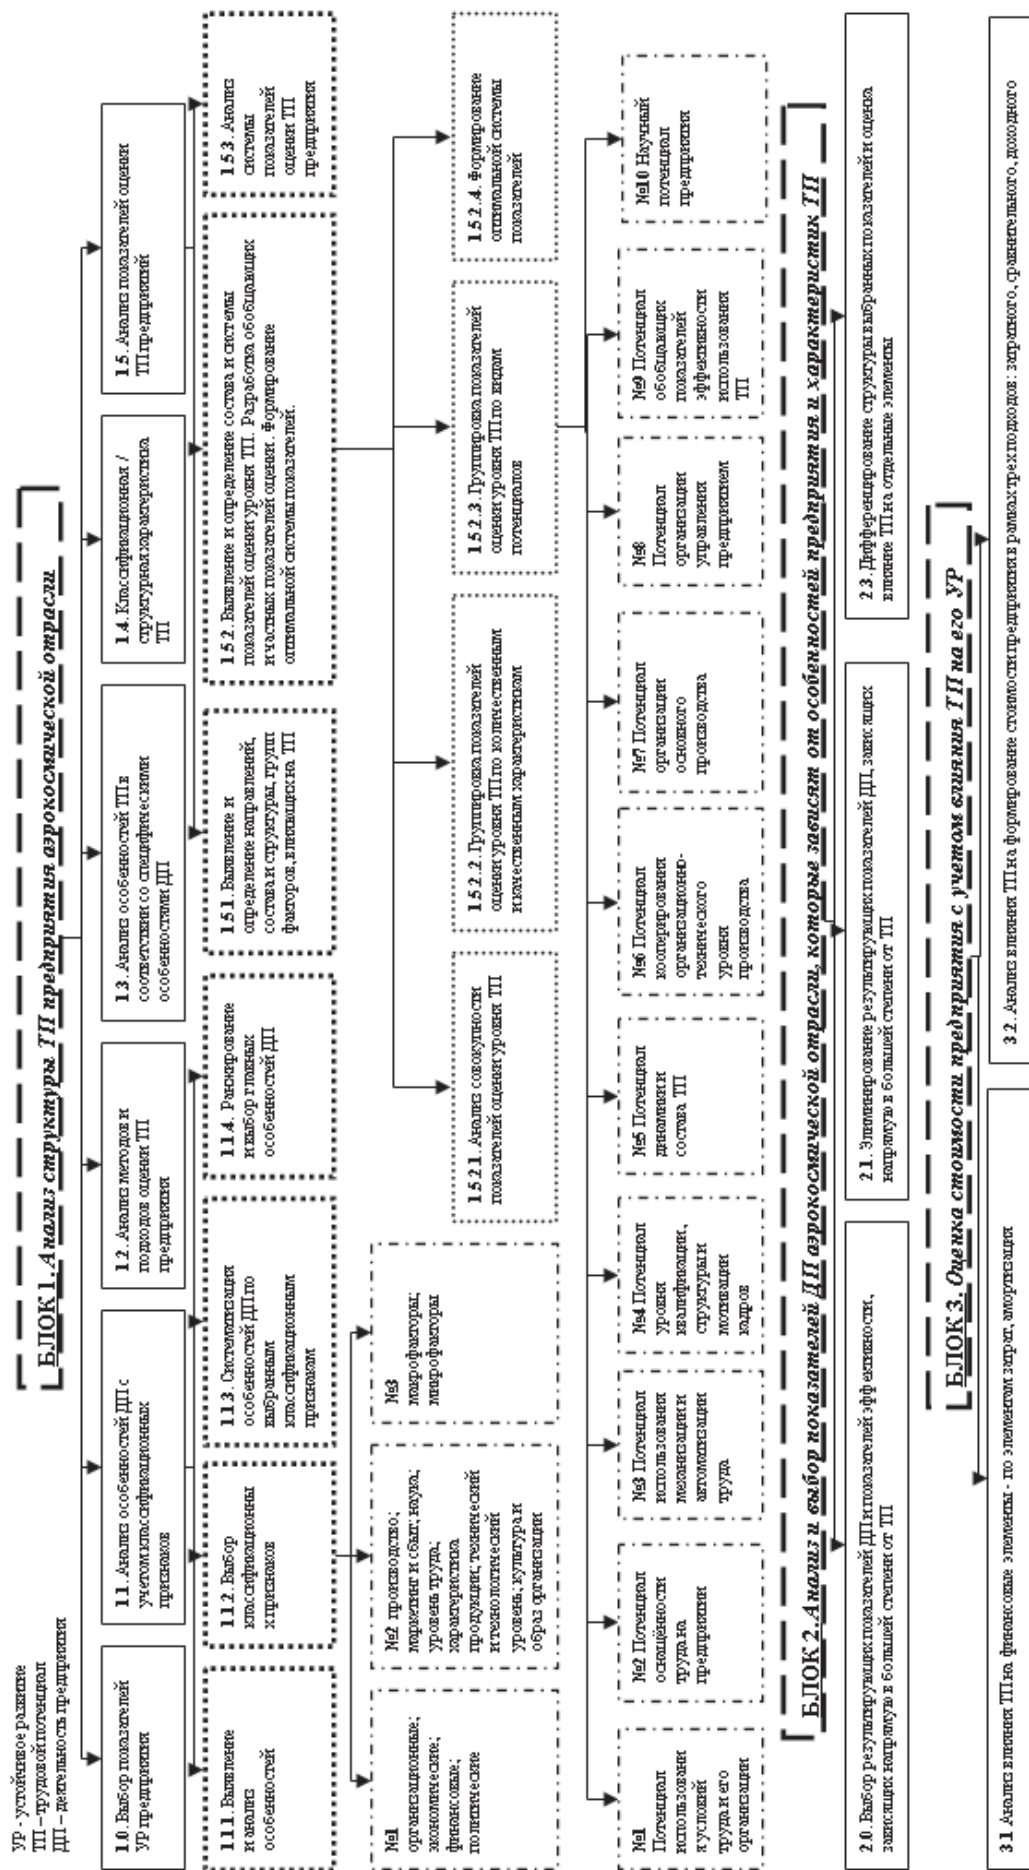 УР - устойчивое развитие
ТП – трудовой потенциал
ДП – деятельность предприятия
БЛОК 1. Анализ структуры ТП предприятия аэрокосмической отрасли
1.0. Выбор показателей
УР предприятия
1.1. Анализ особенностей ДП с
учетом классификационных
признаков
1.2. Анализ методов и
подходов оценки ТП
предприятия
1.3. Анализ особенностей ТП в
соответствии со специфическими
особенностями ДП
1.4. Классификационная /
структурная характеристика
ТП
1.5. Анализ показателей оценки
ТП предприятий
1.1.1. Выявление
и анализ
особенностей
1.1.2. Выбор
классификационны
х признаков
1.1.3. Систематизация
особенностей ДП по
выбранным
классификационным
признакам
1.1.4. Ранжирование
и выбор главных
особенностей ДП
1.5.1. Выявление и
определение направлений,
состава и структуры, групп
факторов, влияющих на ТП
1.5.2. Выявление и определение состава и системы
показателей оценки уровня ТП. Разработка обобщающих
и частных показателей оценки. Формирование
оптимальной системы показателей.
1.5.3. Анализ
системы
показателей
оценки ТП
предприятия
№1
организационные;
экономические;
финансовые;
политические
№2 производство;
маркетинг и сбыт; наука;
уровень труда;
характеристика
продукции; технический
и технологический
уровень; культура и
образ организации
№3
макрофакторы;
микрофакторы
1.5.2.1. Анализ совокупности
показателей оценки уровня ТП
1.5.2.2. Группировка показателей
оценки уровня ТП по количественным
и качественным характеристикам
1.5.2.3. Группировка показателей
оценки уровня ТП по видам
потенциалов
1.5.2.4. Формирование
оптимальной системы
показателей
№1
Потенциал
использовани
я условий
труда и его
организации
№2 Потенциал
оснащённости
труда на
предприятии
№3 Потенциал
использования
механизации и
автоматизации
труда
№4 Потенциал
уровня
квалификации,
структуры и
мотивации
кадров
№5 Потенциал
динамики и
состава ТП
№6 Потенциал
кооперирования
организационно-
технического
уровня
производства
№7 Потенциал
организации
основного
производства
№8
Потенциал
организации
управления
предприятием
№9 Потенциал
обобщающих
показателей
эффективности
использования
ТП
№10 Научный
потенциал
предприятия
БЛОК 2. Анализ и выбор показателей ДП аэрокосмической отрасли, которые зависят от особенностей предприятия и характеристик ТП
2.0. Выбор результирующих показателей ДП и показателей эффективности,
зависящих напрямую в большей степени от ТП
2.1. Элиминирование результирующих показателей ДП, зависящих
напрямую в большей степени от ТП
2.3. Дифференцирование структуры выбранных показателей и оценка
влияние ТП на отдельные элементы
БЛОК 3. Оценка стоимости предприятия с учетом влияния ТП на его УР
3.1 Анализ влияния ТП на финансовые элементы - по элементам затрат, амортизация
3.2. Анализ влияния ТП на формирование стоимости предприятия в рамках трех подходов: затратного, сравнительного, доходного